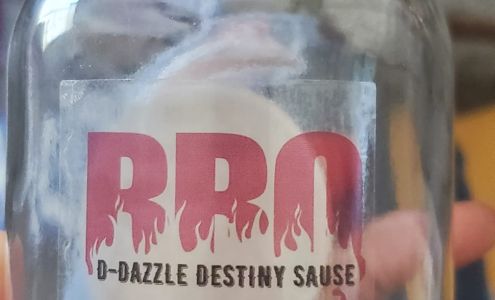 BBQ
D-DAZZLE DESTINY SAUSE